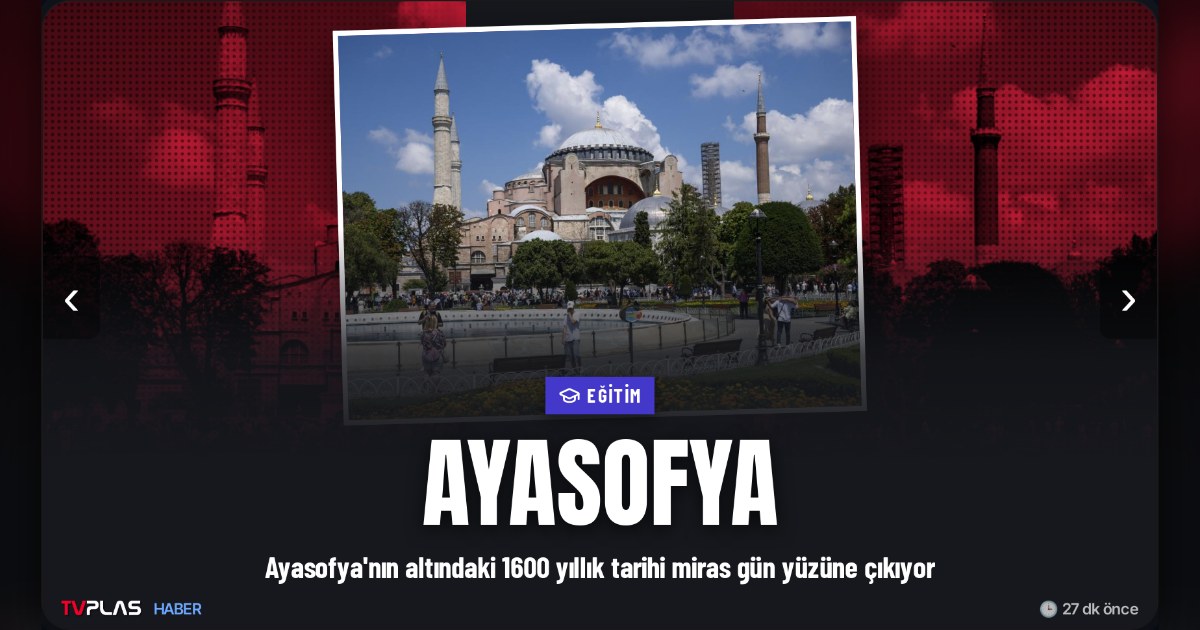 EĞİTİM
AYASOFYA
Ayasofya'nın altındaki 1600 yıllık tarihi miras gün yüzüne çıkıyor
TVPLAS HABER
27 dk önce